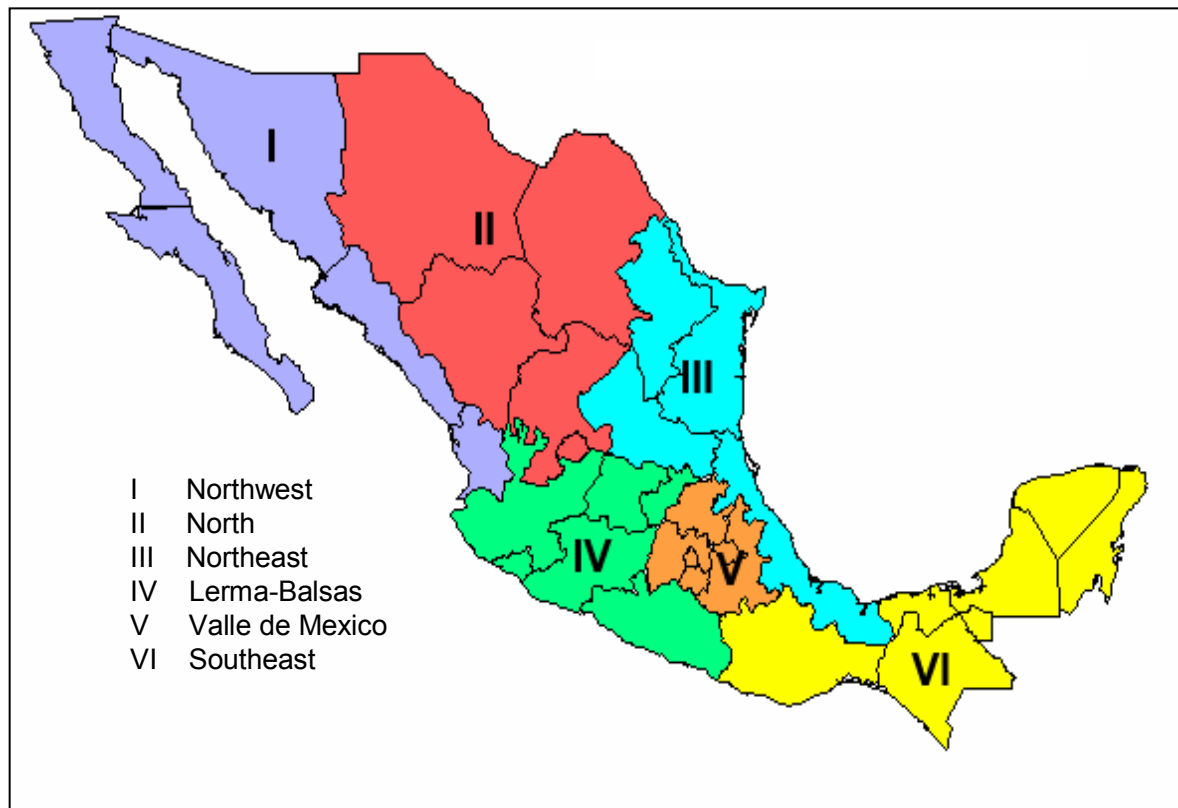 I
II
III
IV
V
VI
I Northwest
II North
III Northeast
IV Lerma-Balsas
V Valle de Mexico
VI Southeast